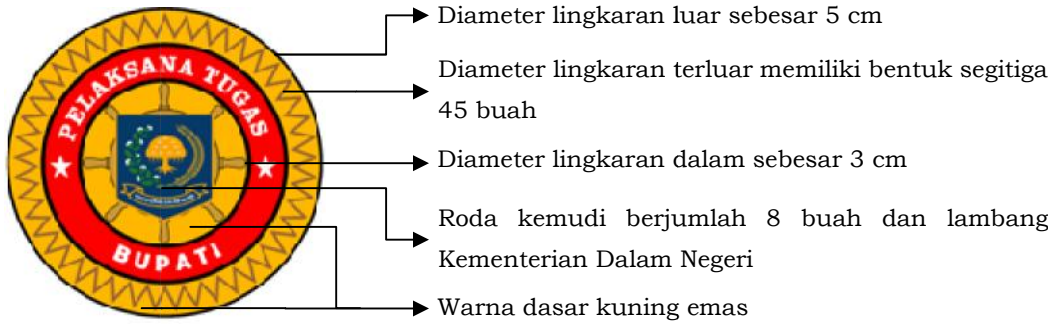 PELAKSANA TUGAS
BUPATI
Diameter lingkaran luar sebesar 5 cm
Diameter lingkaran terluar memiliki bentuk segitiga
45 buah
Diameter lingkaran dalam sebesar 3 cm
Roda kemudi berjumlah 8 buah dan lambang
Kementerian Dalam Negeri
Warna dasar kuning emas